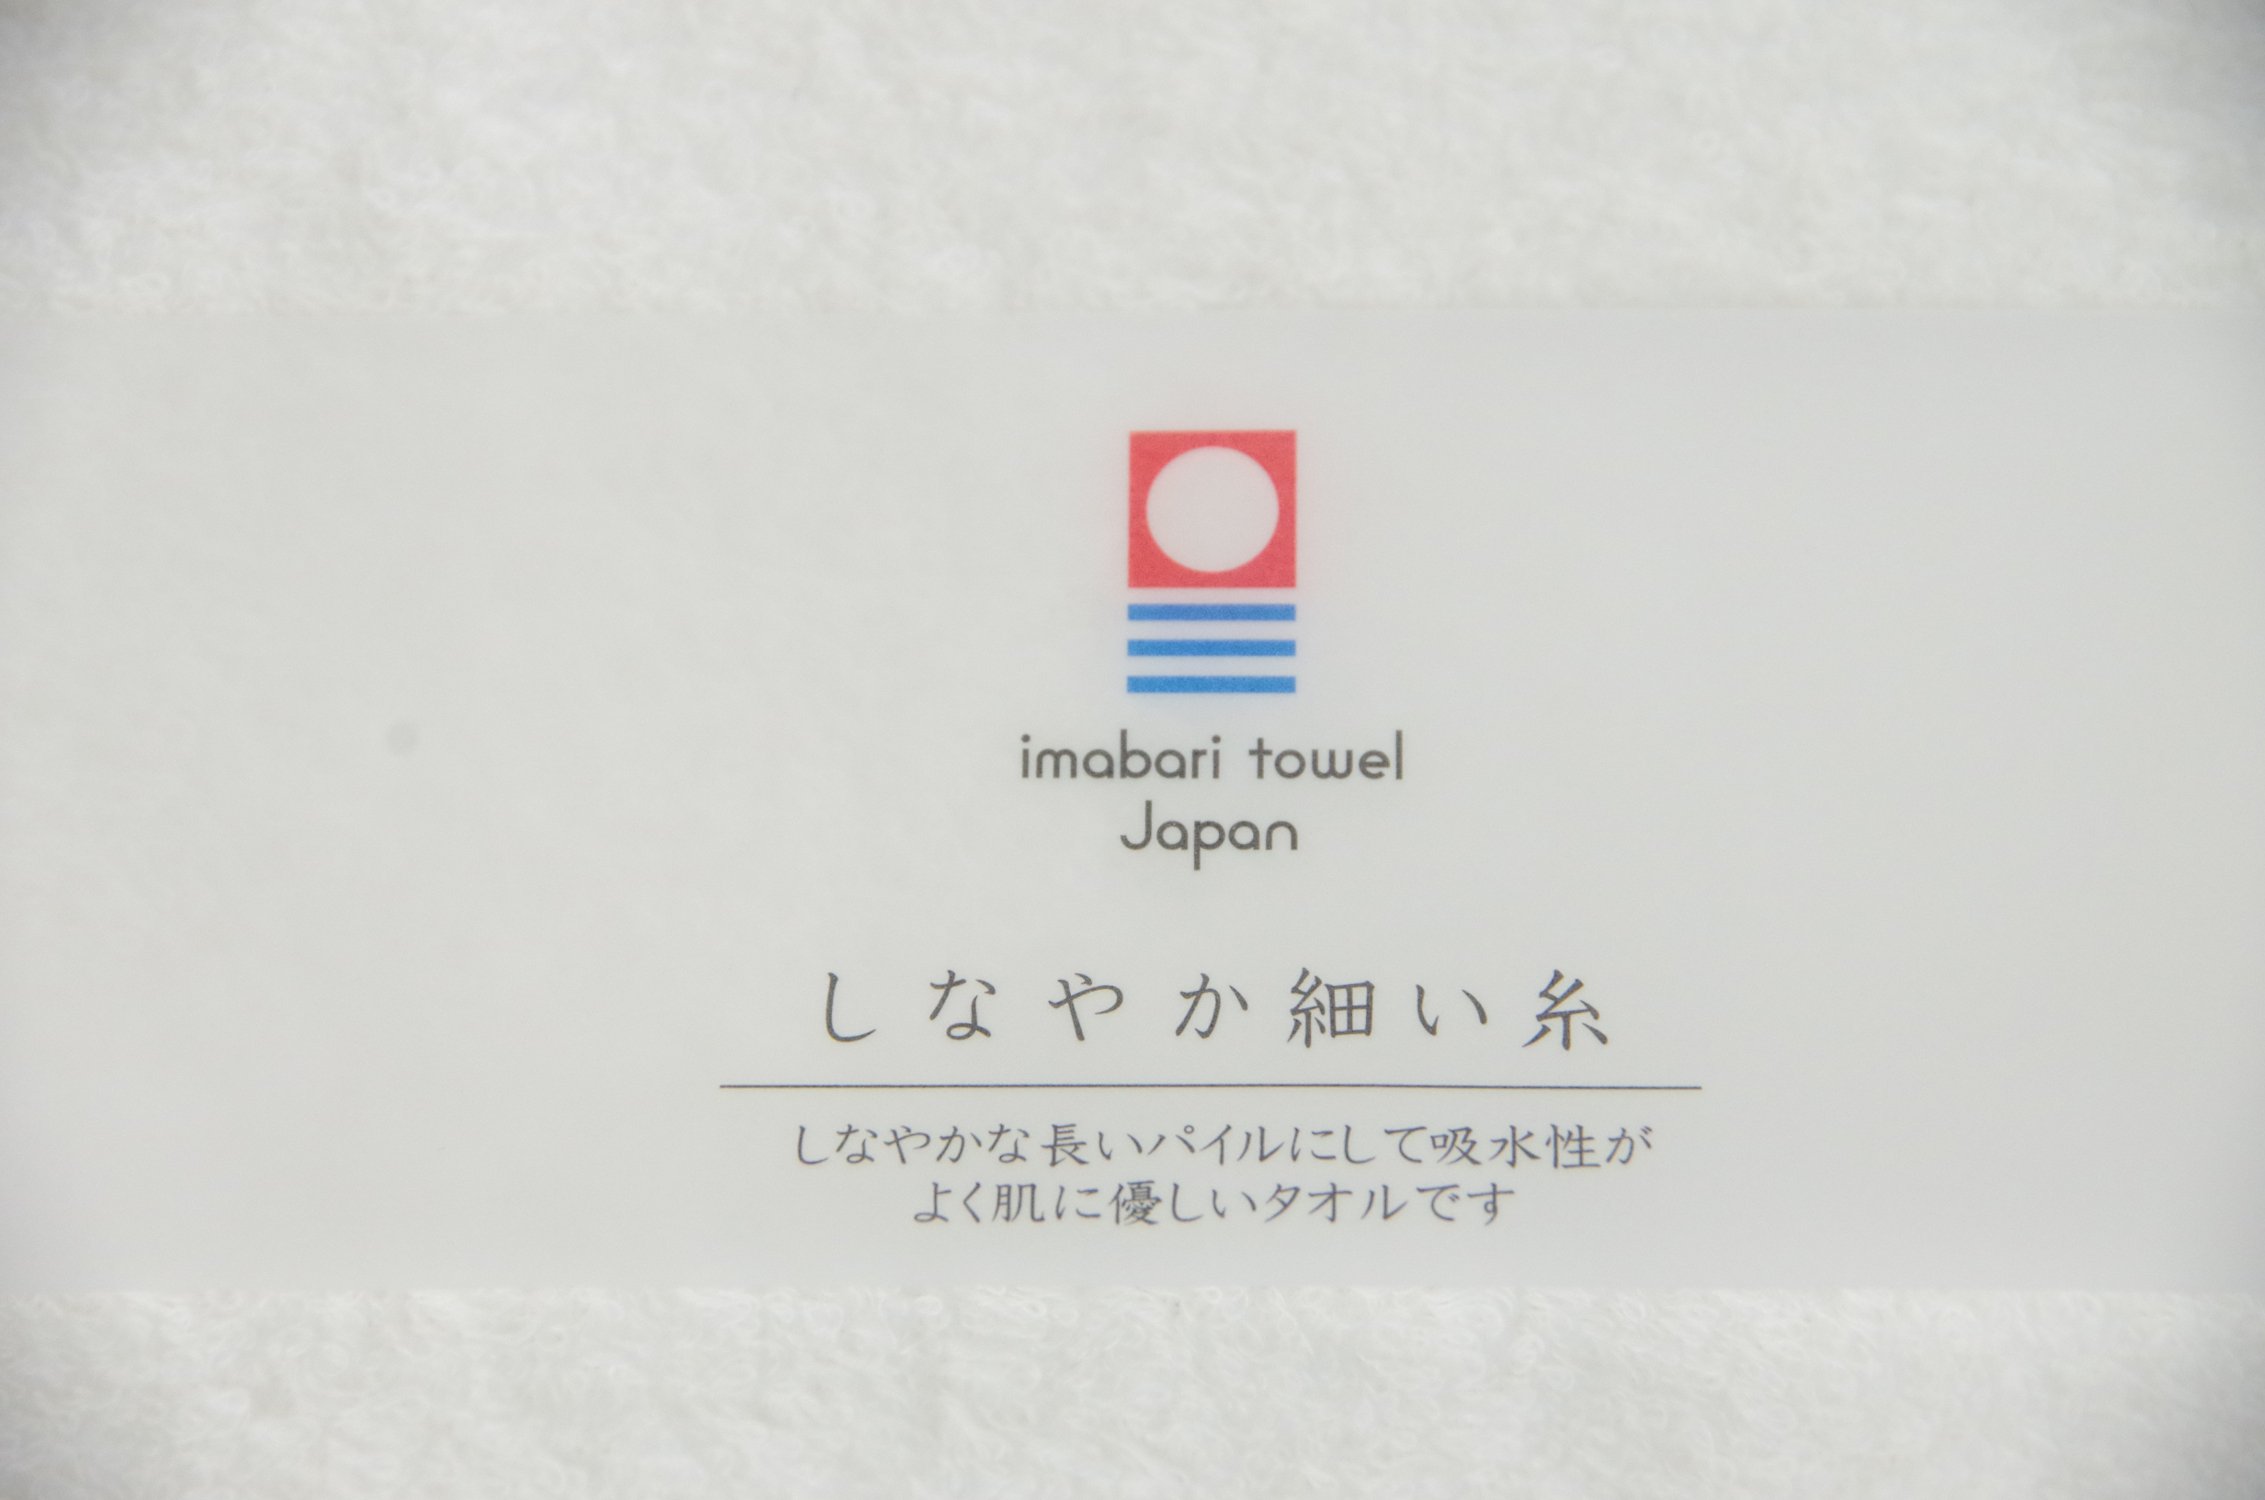 imabari towel
Japan
しなやか細い糸
しなやかな長いパイルにして吸水性が
よく肌に優しいタオルです